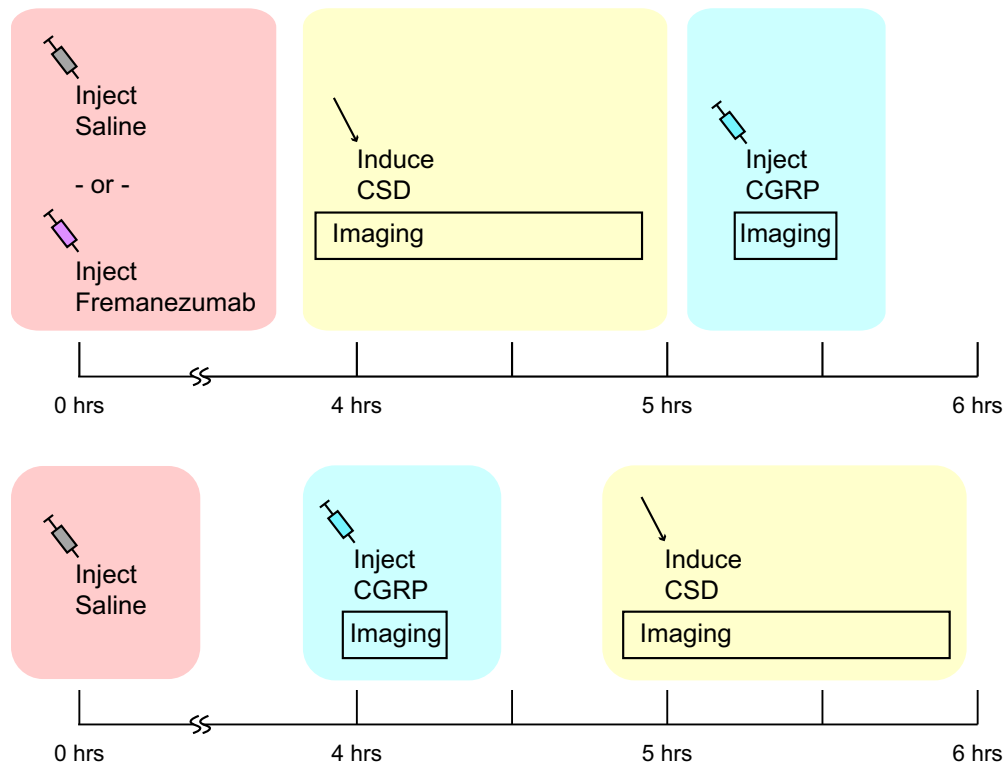 Inject
Saline
- or -
Inject
Fremanezumab
Induce
CSD
Imaging
Inject
CGRP
Imaging
0 hrs
4 hrs
5 hrs
6 hrs
Inject
Saline
Inject
CGRP
Imaging
Induce
CSD
Imaging
0 hrs
4 hrs
5 hrs
6 hrs